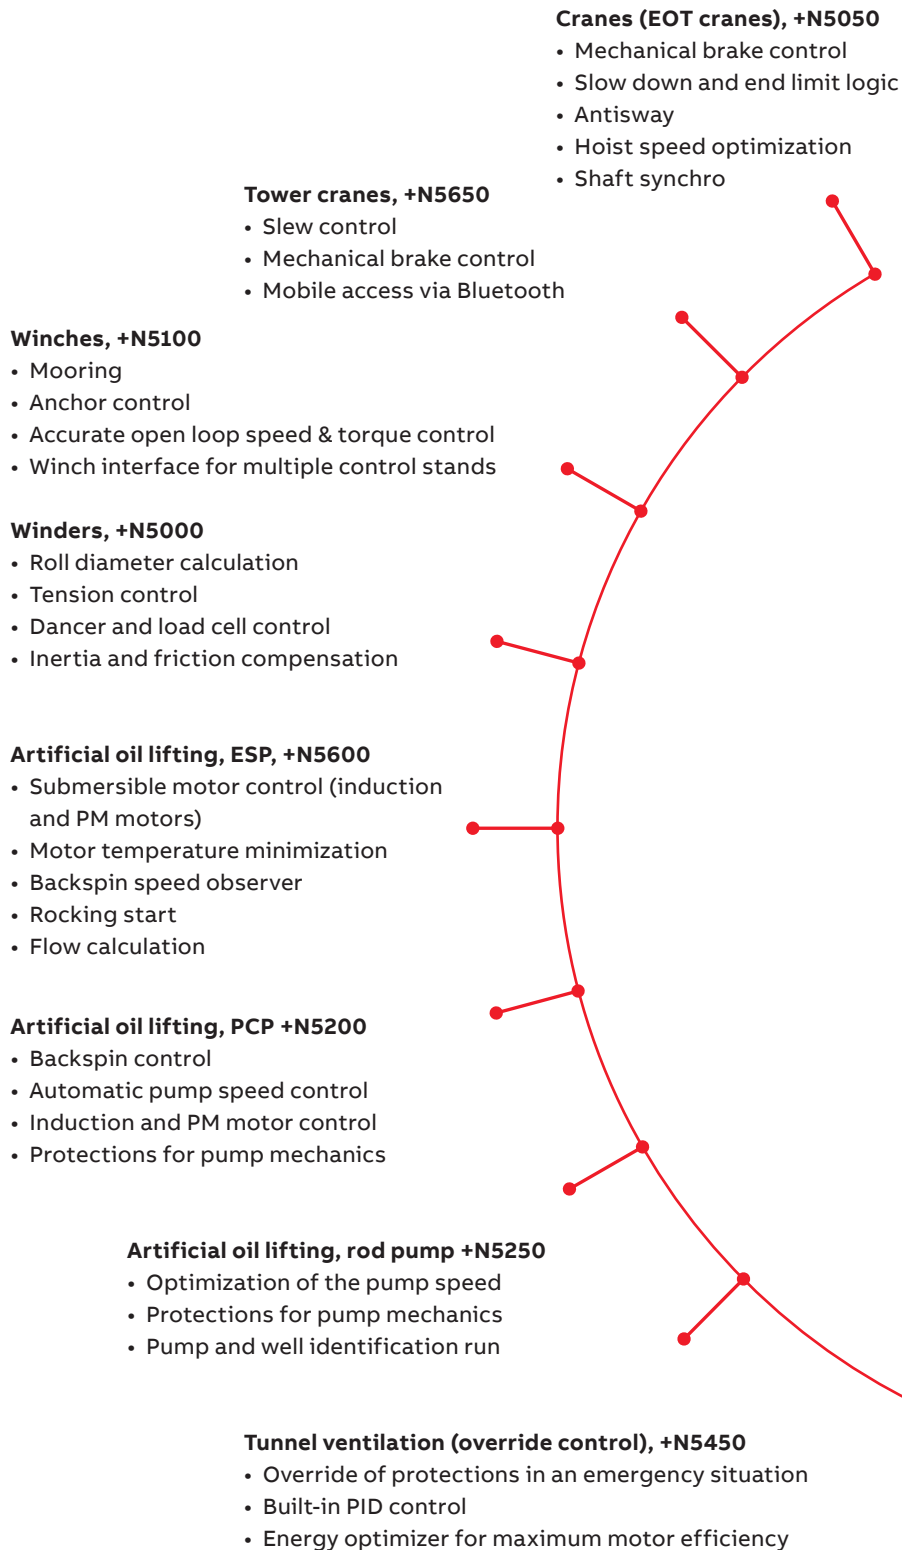 Cranes (EOT cranes), +N5050
• Mechanical brake control
• Slow down and end limit logic
• Antisway
• Hoist speed optimization
• Shaft synchro
Tower cranes, +N5650
• Slew control
• Mechanical brake control
• Mobile access via Bluetooth
Winches, +N5100
• Mooring
• Anchor control
• Accurate open loop speed & torque control
• Winch interface for multiple control stands
Winders, +N5000
• Roll diameter calculation
• Tension control
• Dancer and load cell control
• Inertia and friction compensation
Artificial oil lifting, ESP, +N5600
• Submersible motor control (induction
and PM motors)
• Motor temperature minimization
• Backspin speed observer
• Rocking start
• Flow calculation
Artificial oil lifting, PCP +N5200
• Backspin control
• Automatic pump speed control
• Induction and PM motor control
• Protections for pump mechanics
Artificial oil lifting, rod pump +N5250
• Optimization of the pump speed
• Protections for pump mechanics
• Pump and well identification run
Tunnel ventilation (override control), +N5450
• Override of protections in an emergency situation
• Built-in PID control
• Energy optimizer for maximum motor efficiency